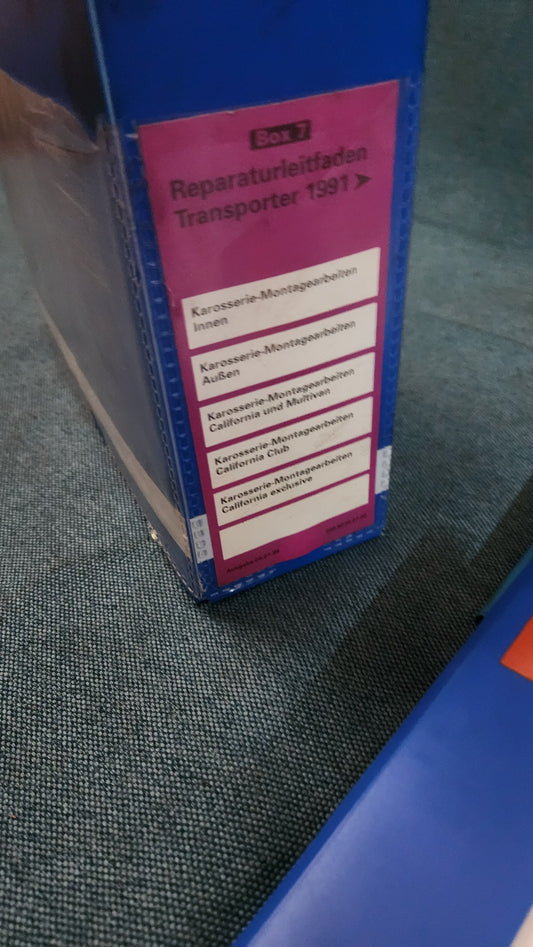 Box 7
Reparaturleitfaden
Transporter 1991 ➤
Karosserie-Montagearbeiten
Innen
Karosserie-Montagearbeiten
Außen
Karosserie-Montagearbeiten
California und Multivan
Karosserie-Montagearbeiten
California Club
Karosserie-Montagearbeiten
California exclusive
Ausgabe